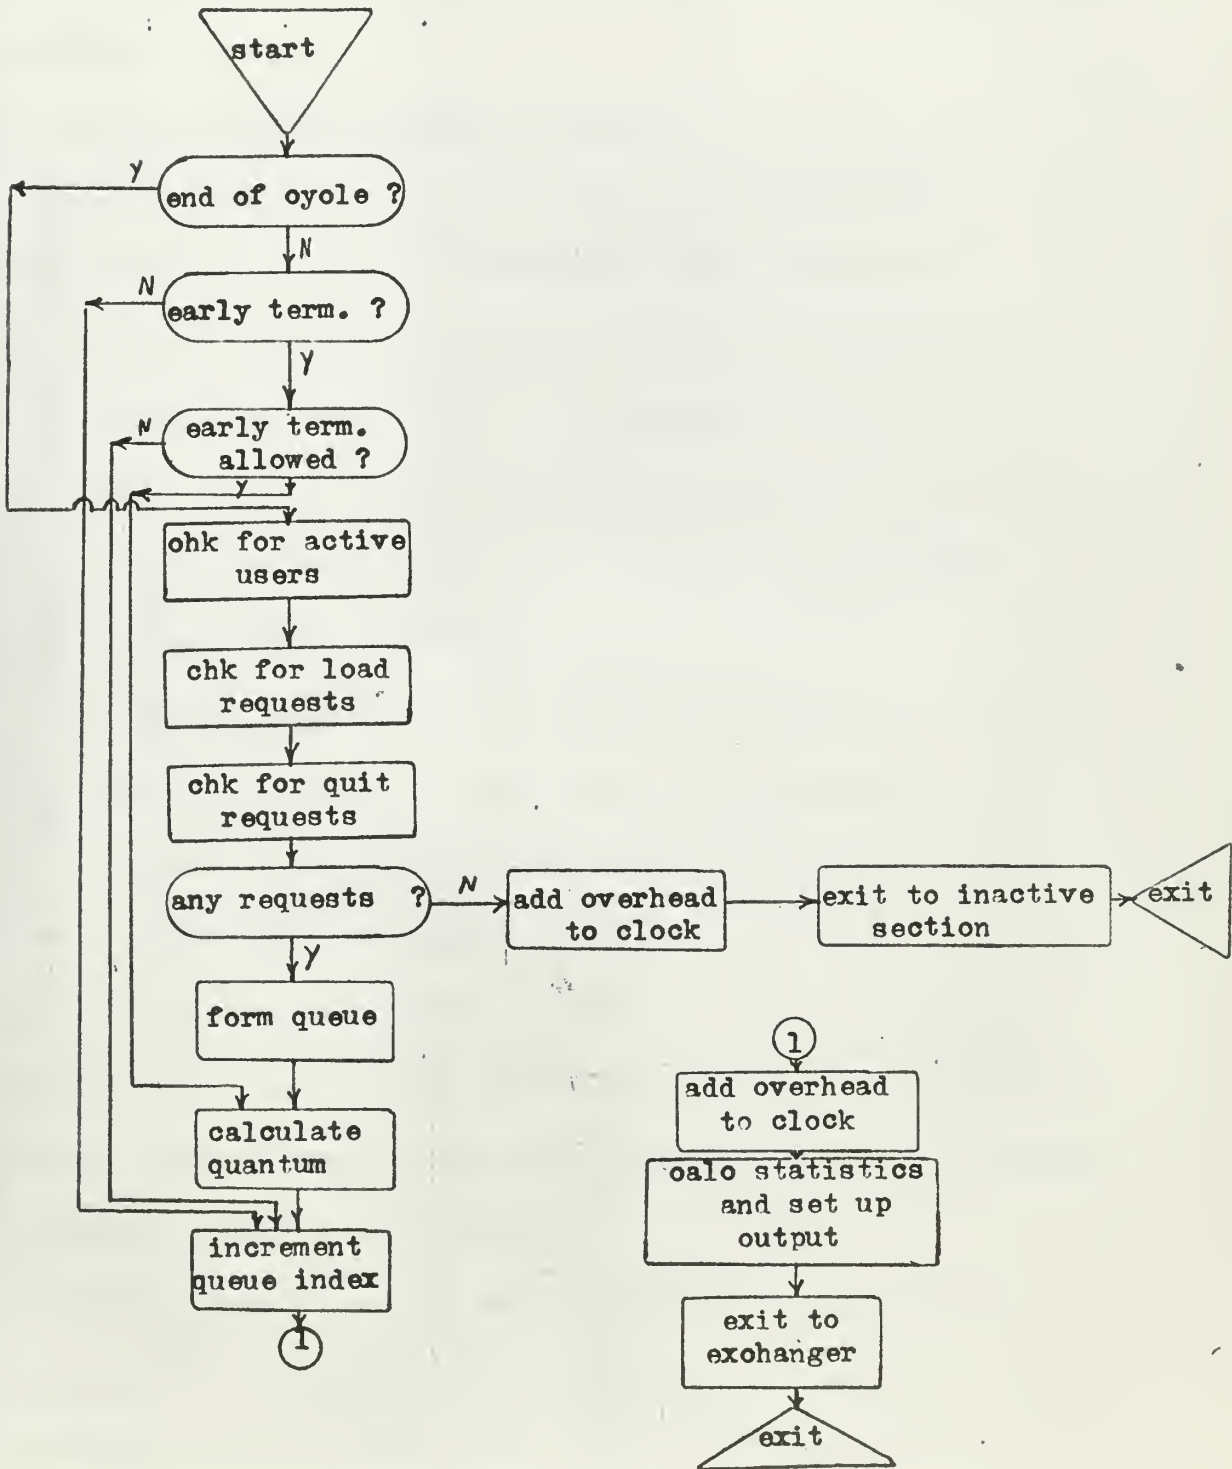 start
Y
end of oyole ?
N
N
early term. ?
Y
N
early term.
allowed ?
Y
ohk for active
users
chk for load
requests
chk for quit
requests
any requests ?
N
add overhead
to clock
exit to inactive
section
exit
Y
form queue
calculate
quantum
increment
queue index
1
1
add overhead
to clock
oalo statistics
and set up
output
exit to
exohanger
exit